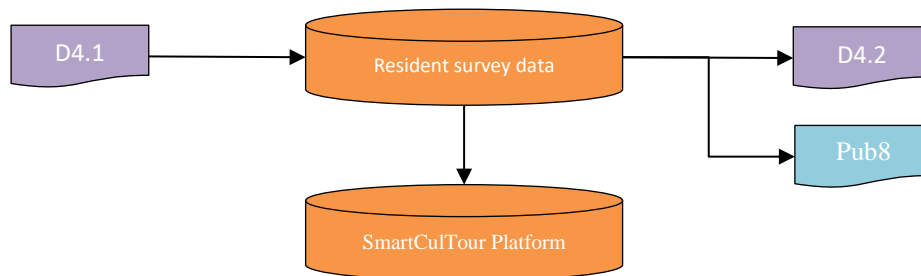 D4.1
Resident survey data
D4.2
Pub8
SmartCulTour Platform